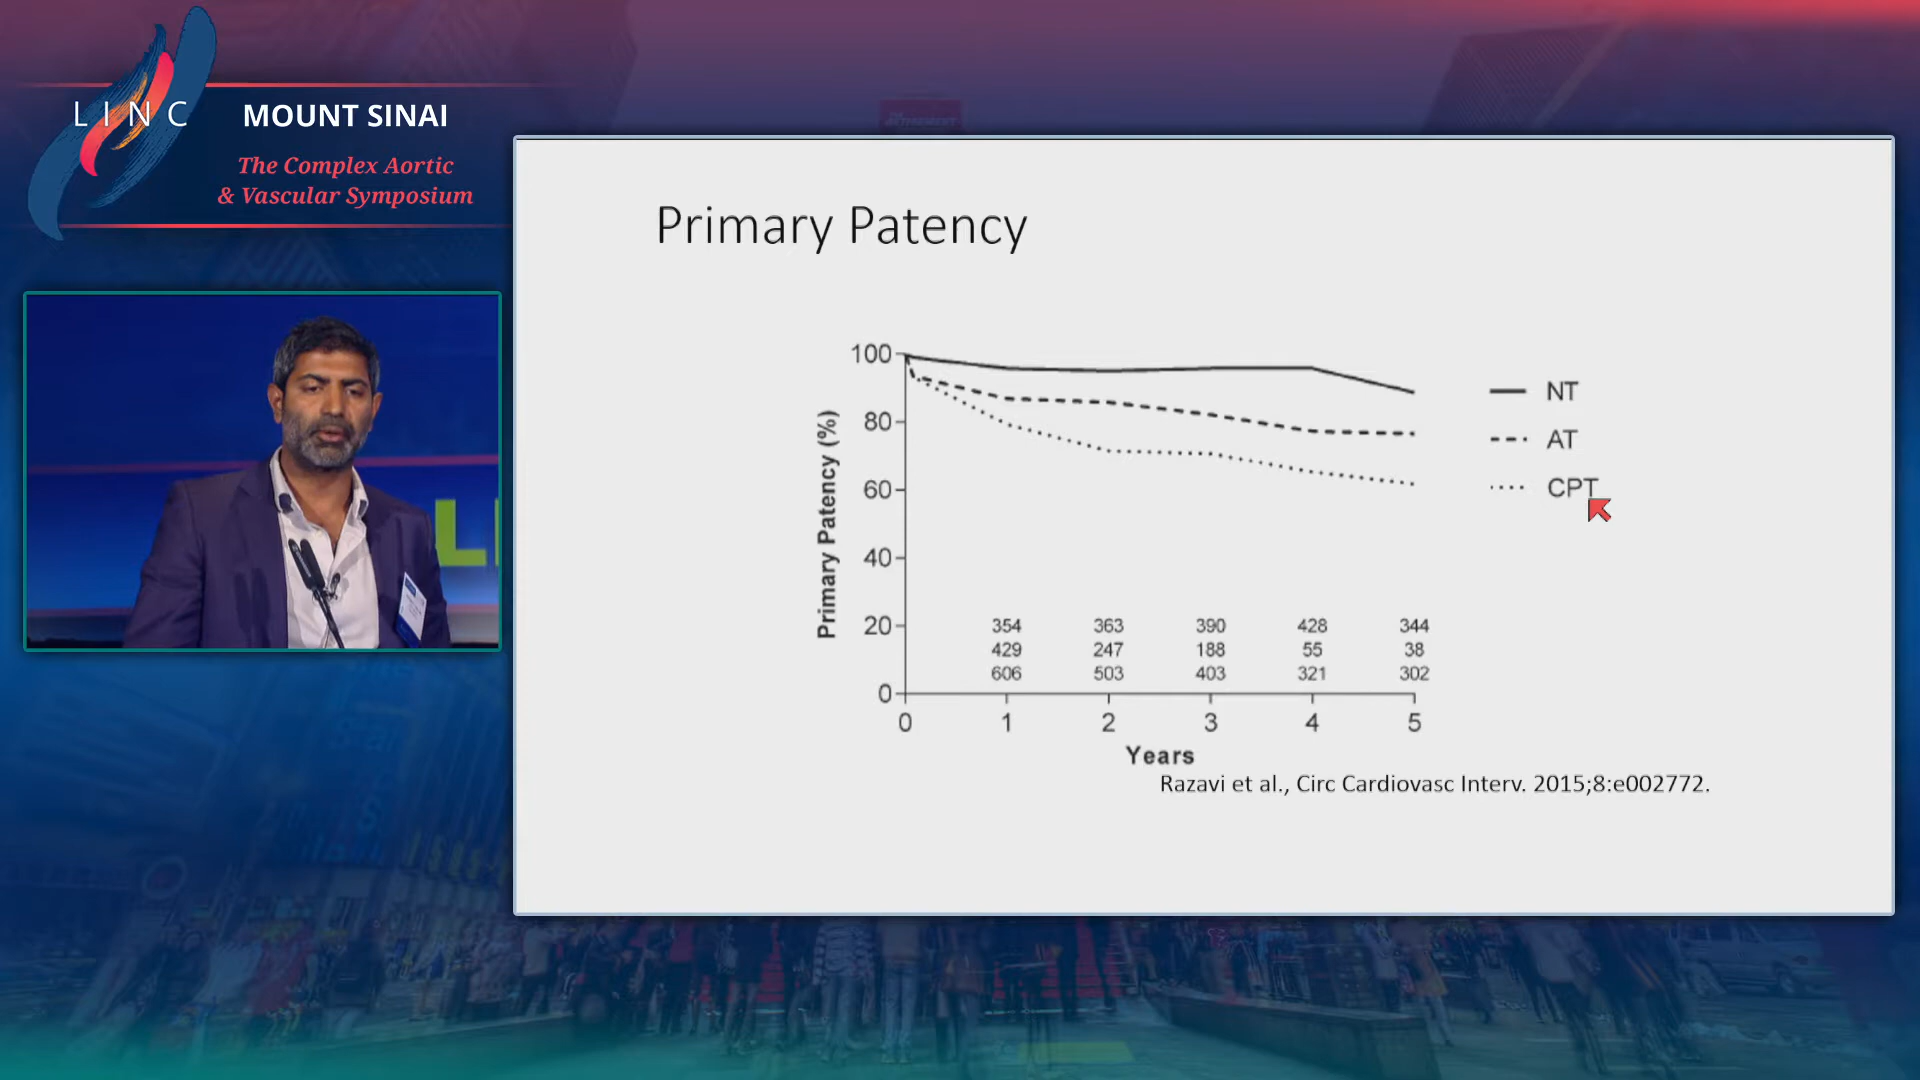 LINC
MOUNT SINAI
The Complex Aortic
& Vascular Symposium
Primary Patency
Primary Patency (%)
100
80
60
40
20
0
NT
AT
CPT
354 363 390 428 344
429 247 188 55 38
606 503 403 321 302
0 1 2 3 4 5
Years
Razavi et al., Circ Cardiovasc Interv. 2015;8:e002772.